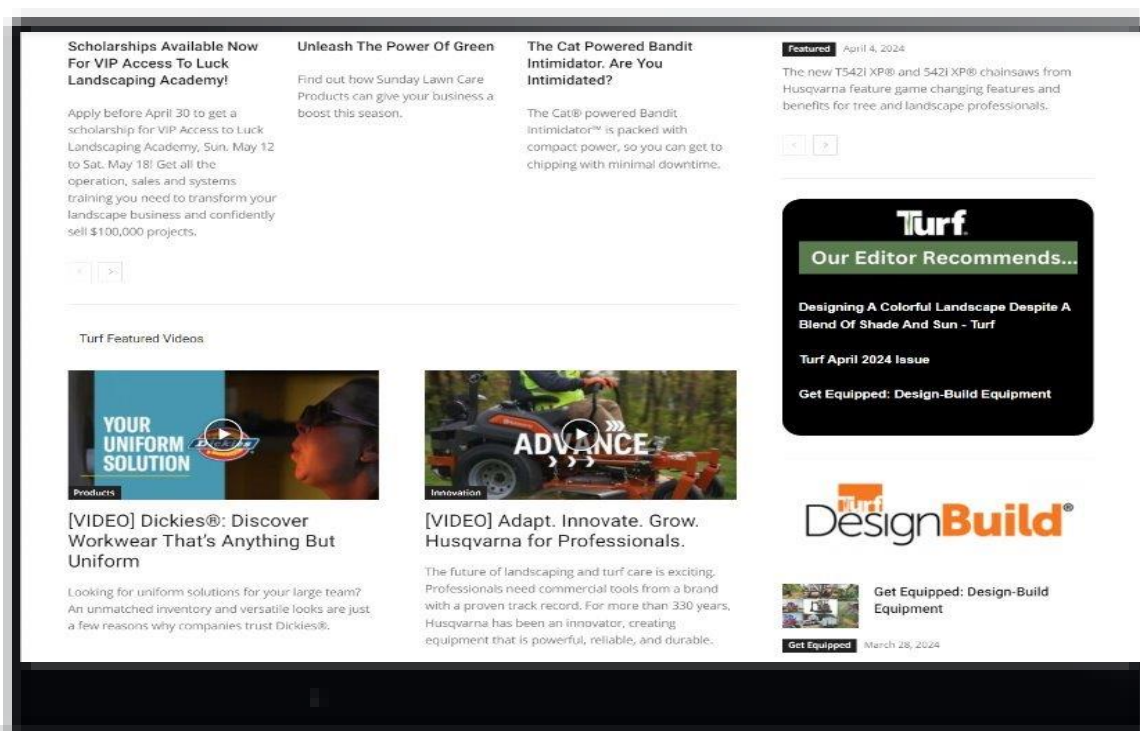 Scholarships Available Now
For VIP Access To Luck
Landscaping Academy!
Apply before April 30 to get a
scholarship for VIP Access to Luck
Landscaping Academy, Sun. May 12
to Sat. May 18! Get all the
operation, sales and systems
training you need to transform your
landscape business and confidently
sell $100,000 projects.
Unleash The Power Of Green
Find out how Sunday Lawn Care
Products can give your business a
boost this season.
The Cat Powered Bandit
Intimidator. Are You
Intimidated?
The Cat® powered Bandit
Intimidator™ is packed with
compact power, so you can get to
chipping with minimal downtime.
Turf Featured Videos
YOUR
UNIFORM
SOLUTION
Dickies
Products
[VIDEO] Dickies®: Discover
Workwear That's Anything But
Uniform
Looking for uniform solutions for your large team?
An unmatched inventory and versatile looks are just
a few reasons why companies trust Dickies®.
ADVANCE
Innovation
[VIDEO] Adapt. Innovate. Grow.
Husqvarna for Professionals.
The future of landscaping and turf care is exciting.
Professionals need commercial tools from a brand
with a proven track record. For more than 330 years,
Husqvarna has been an innovator, creating
equipment that is powerful, reliable, and durable.
Featured April 4, 2024
The new T542i XP® and 542i XP® chainsaws from
Husqvarna feature game changing features and
benefits for tree and landscape professionals.
Turf
Our Editor Recommends...
Designing A Colorful Landscape Despite A
Blend Of Shade And Sun - Turf
Turf April 2024 Issue
Get Equipped: Design-Build Equipment
Turf
DesignBuild®
Get Equipped: Design-Build
Equipment
Get Equipped March 28, 2024